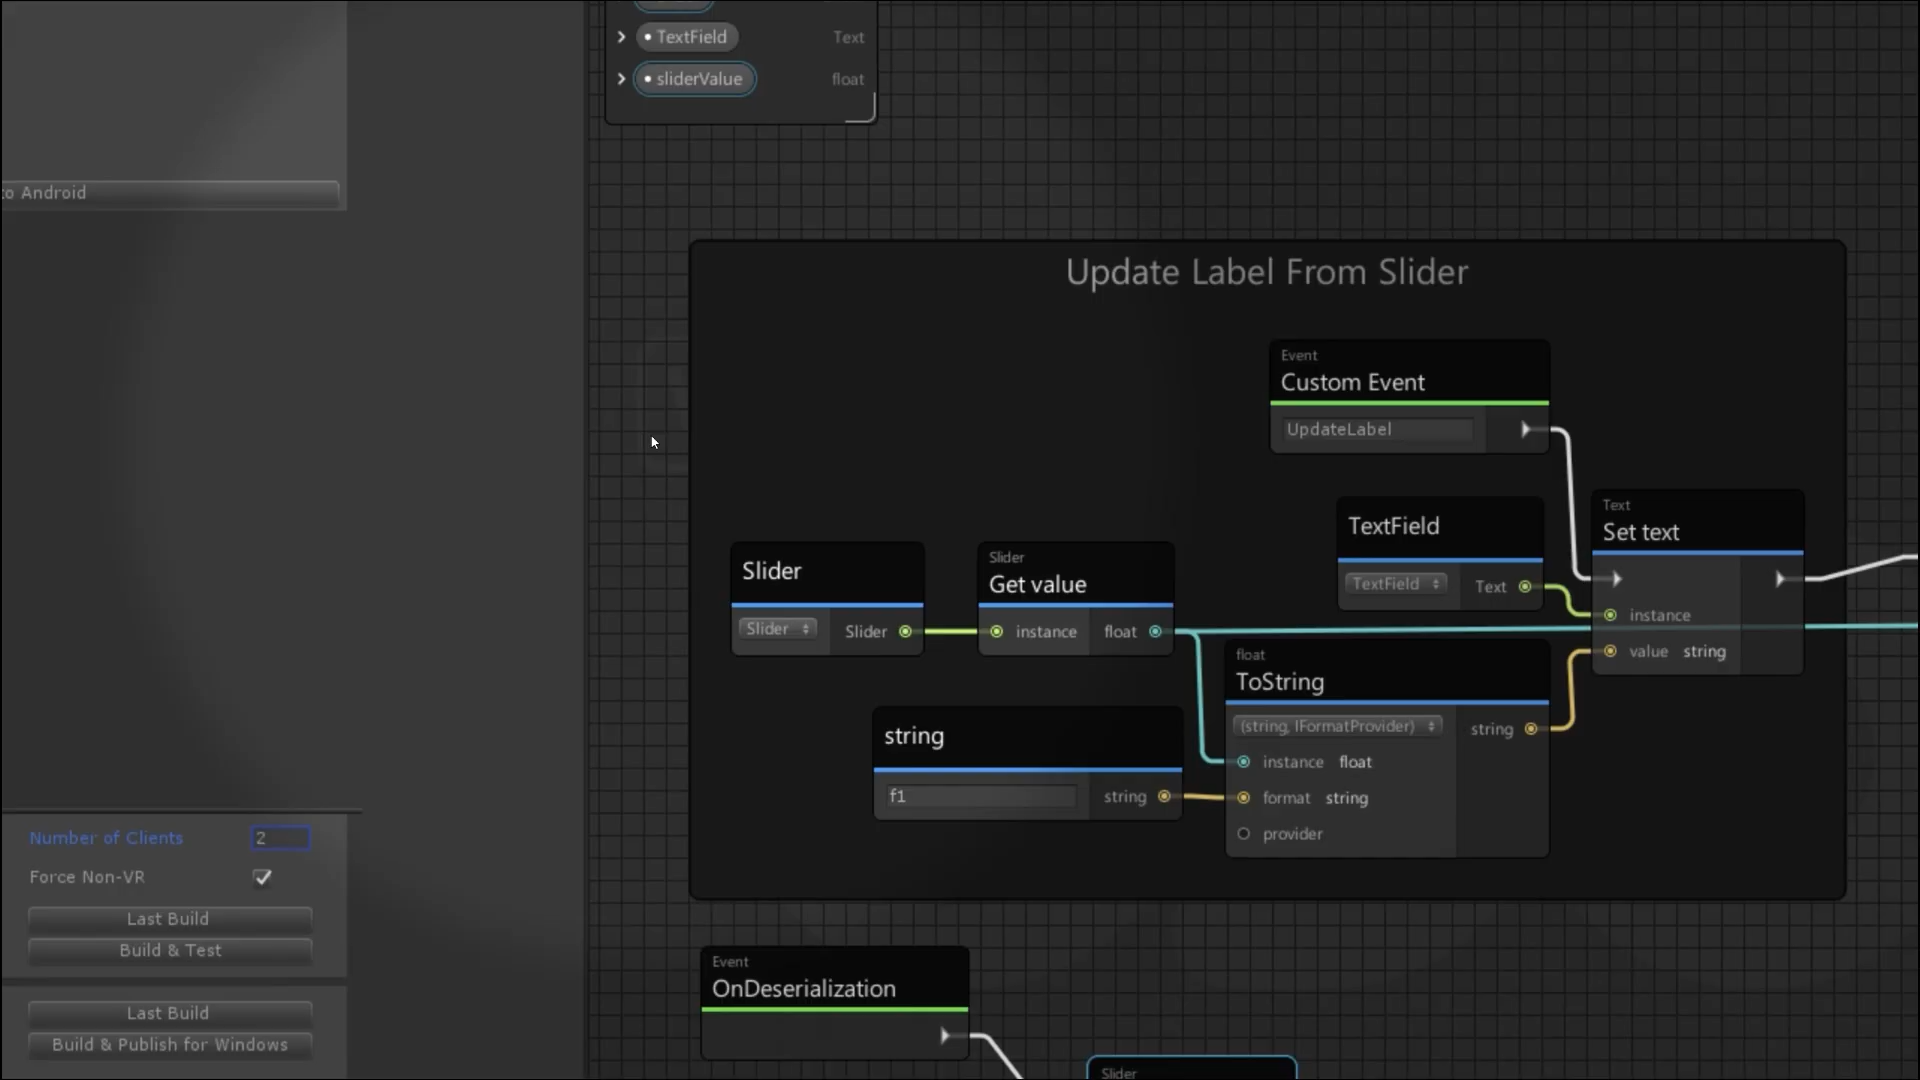 TextField Text
sliderValue float
to Android
Update Label From Slider
Event
Custom Event
UpdateLabel
Text
Set text
instance
value string
TextField
TextField Text
Slider
Slider Slider
Slider
Get value
instance float
float
ToString
(string, IFormatProvider) string
instance float
format string
provider
string
f1 string
Number of Clients 2
Force Non-VR
Last Build
Build & Test
Last Build
Build & Publish for Windows
Event
OnDeserialization
Slider